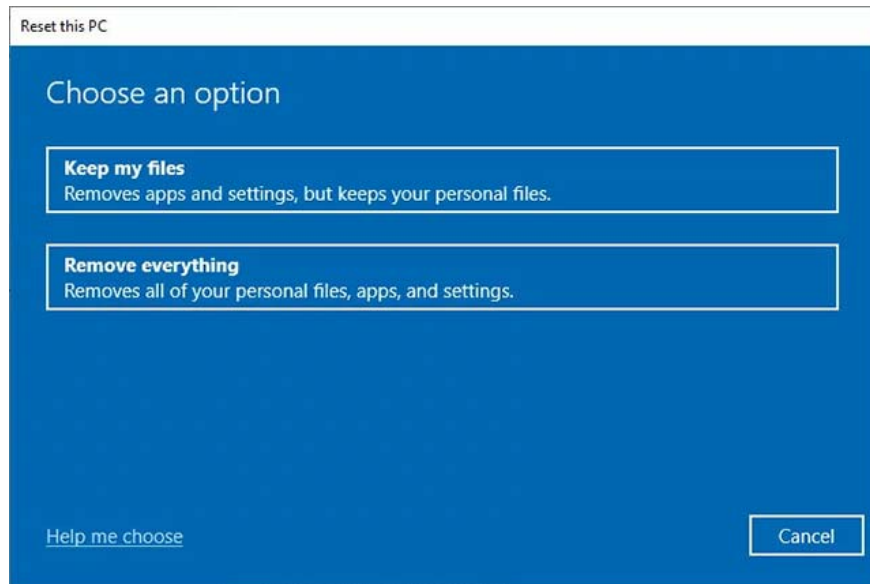 Reset this PC
Choose an option
Keep my files
Removes apps and settings, but keeps your personal files.
Remove everything
Removes all of your personal files, apps, and settings.
Help me choose
Cancel